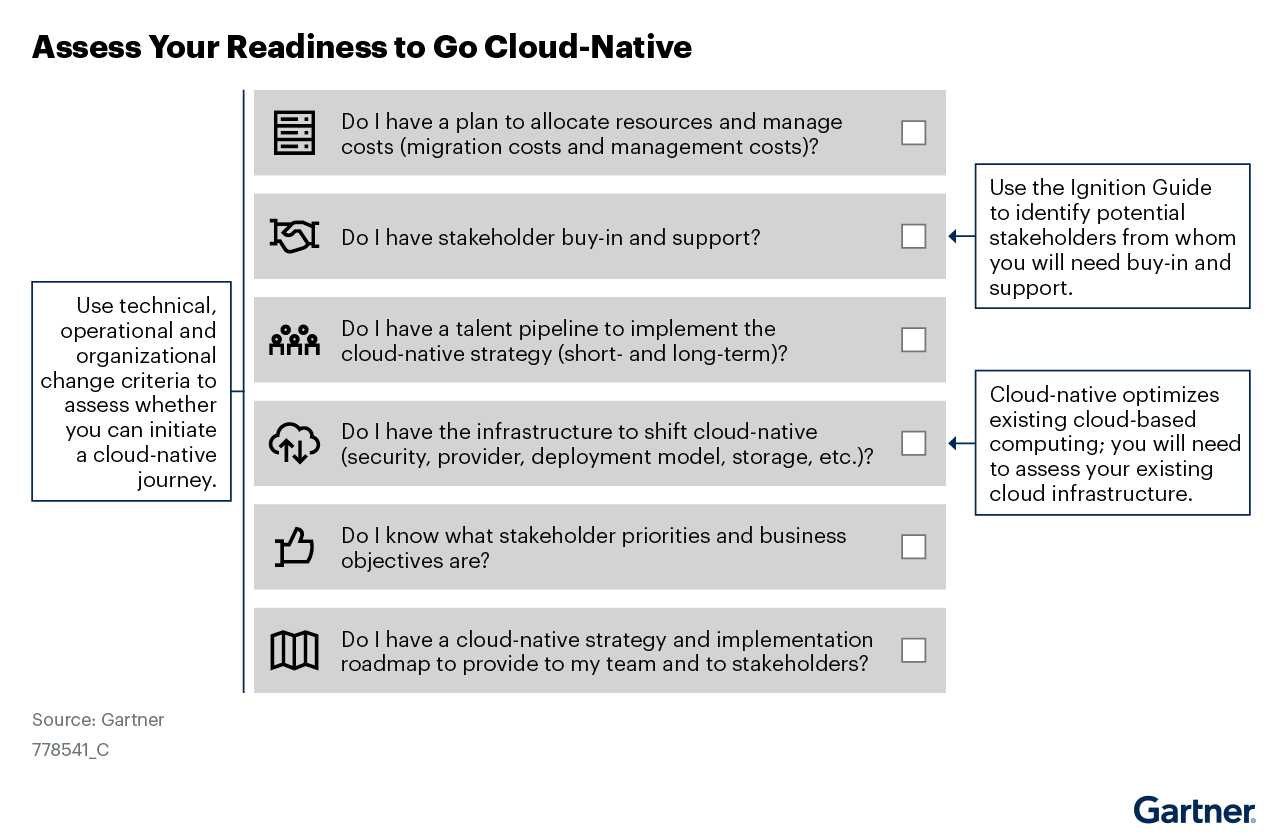 Assess Your Readiness to Go Cloud-Native
Do I have a plan to allocate resources and manage
costs (migration costs and management costs)?
Do I have stakeholder buy-in and support?
Use the Ignition Guide
to identify potential
stakeholders from whom
you will need buy-in and
support.
Use technical,
operational and
organizational
change criteria to
assess whether
you can initiate
a cloud-native
journey.
Do I have a talent pipeline to implement the
cloud-native strategy (short- and long-term)?
Do I have the infrastructure to shift cloud-native
(security, provider, deployment model, storage, etc.)?
Cloud-native optimizes
existing cloud-based
computing; you will need
to assess your existing
cloud infrastructure.
Do I know what stakeholder priorities and business
objectives are?
Do I have a cloud-native strategy and implementation
roadmap to provide to my team and to stakeholders?
Source: Gartner
778541_C
Gartner®